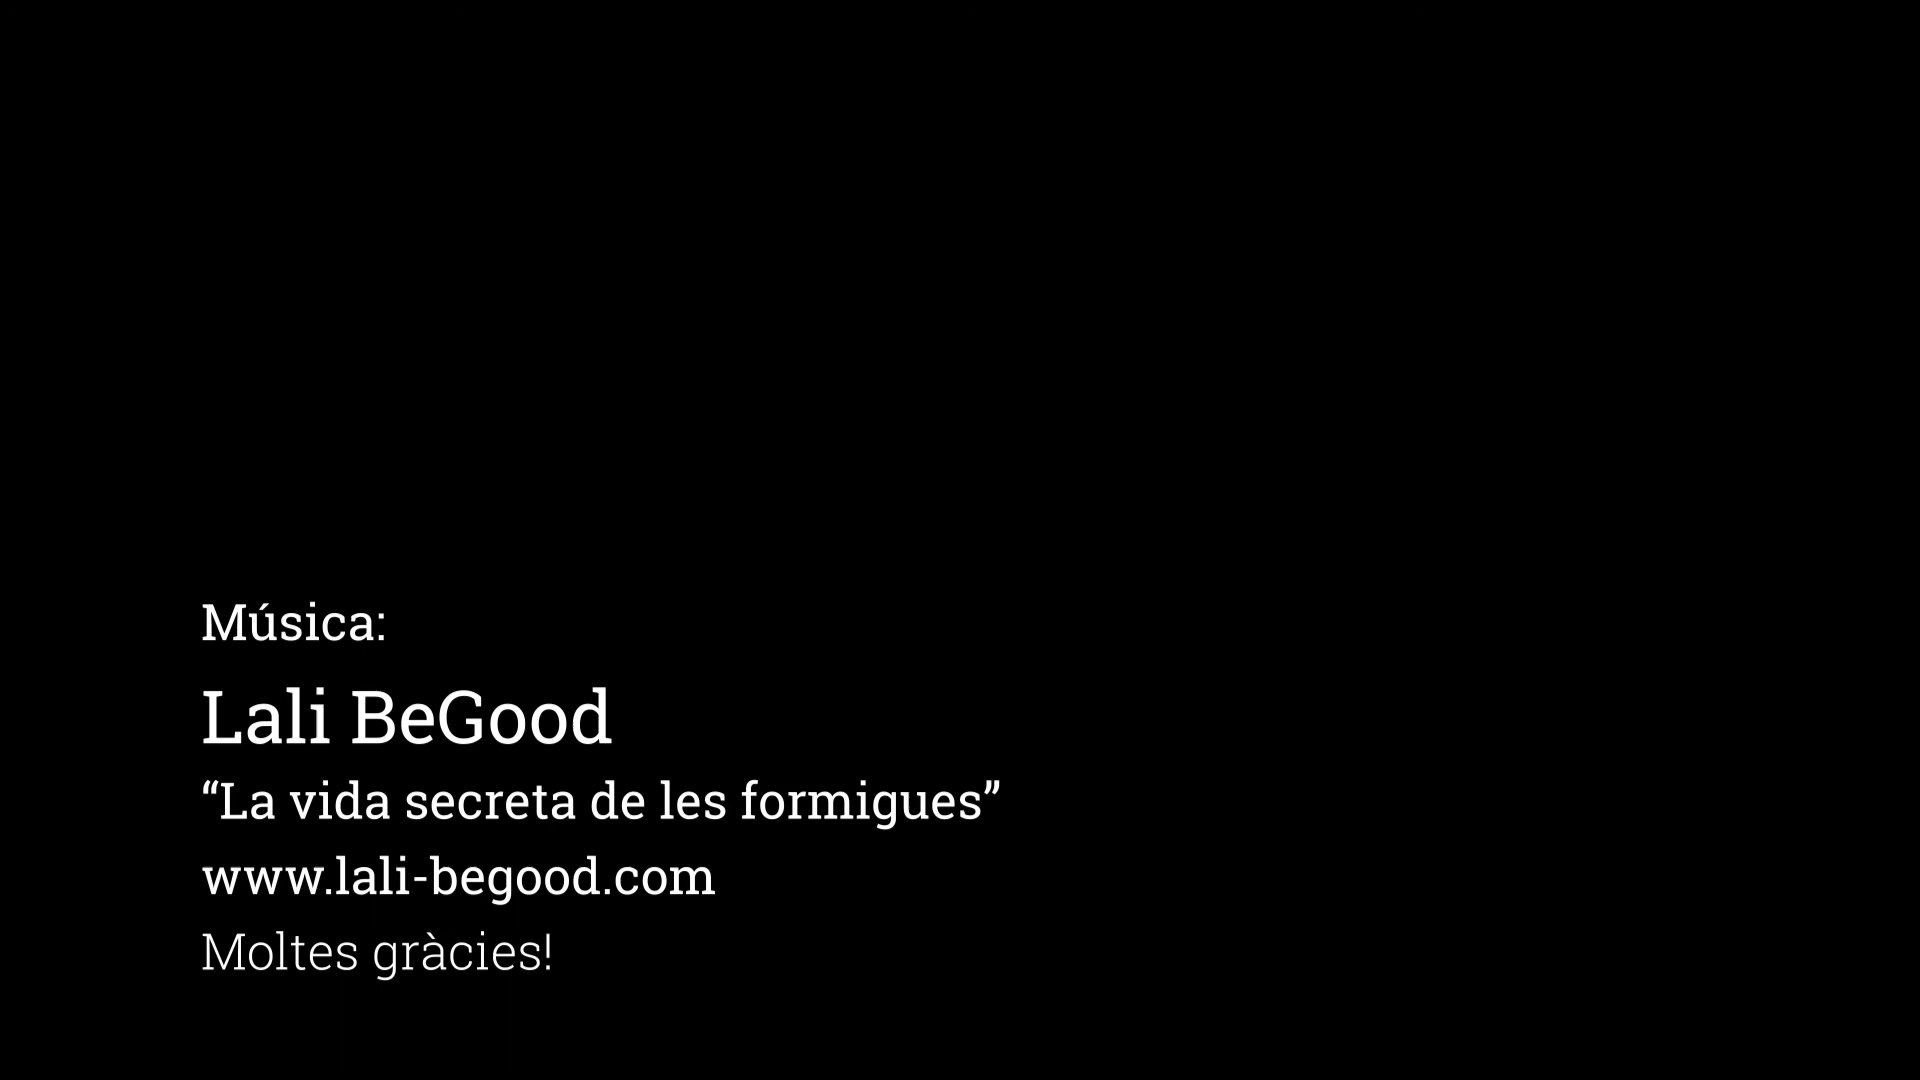 Música:
Lali BeGood
“La vida secreta de les formigues”
www.lali-begood.com
Moltes gràcies!